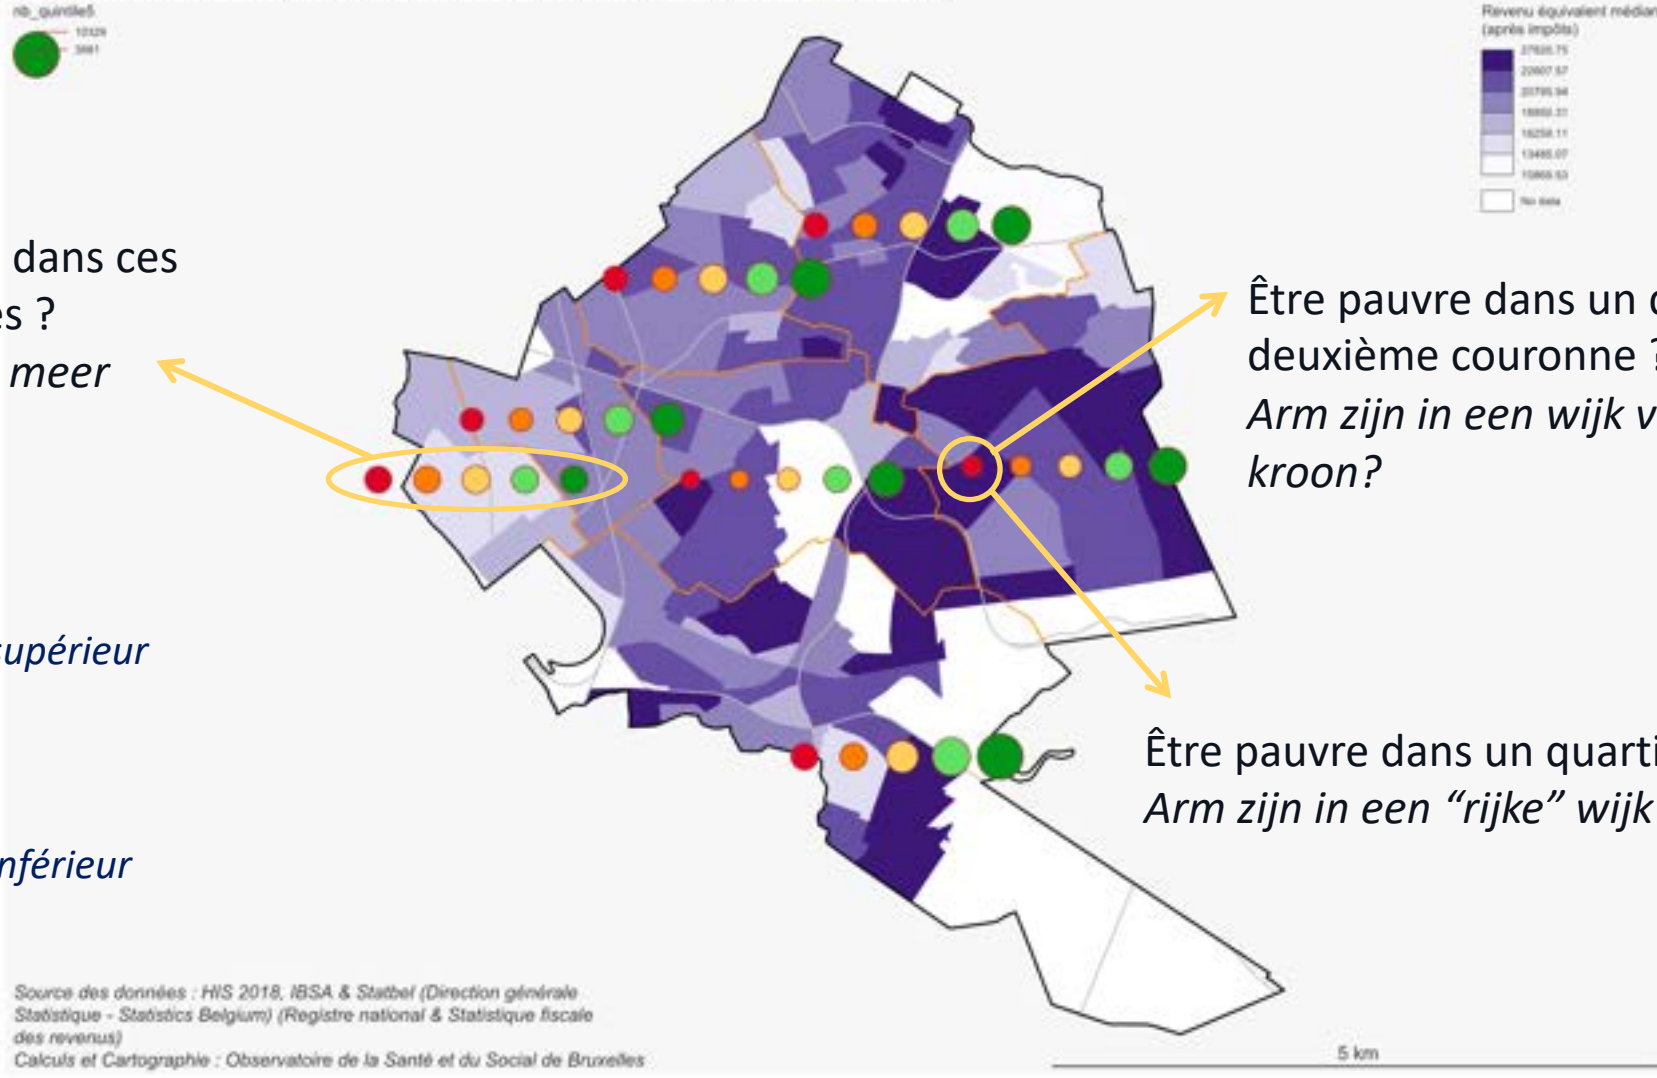 nb_quintile5
10329
Revenu équivalent médian
(après impôts)
No data
dans ces
es ?
meer
Être pauvre dans un
deuxième couronne ?
Arm zijn in een wijk v
kroon?
supérieur
Être pauvre dans un quarti
Arm zijn in een “rijke” wijk
nférieur
Source des données : HIS 2018, IBSA & Statbel (Direction générale
Statistique - Statistics Belgium) (Registre national & Statistique fiscale
des revenus)
Calculs et Cartographie : Observatoire de la Santé et du Social de Bruxelles
5 km